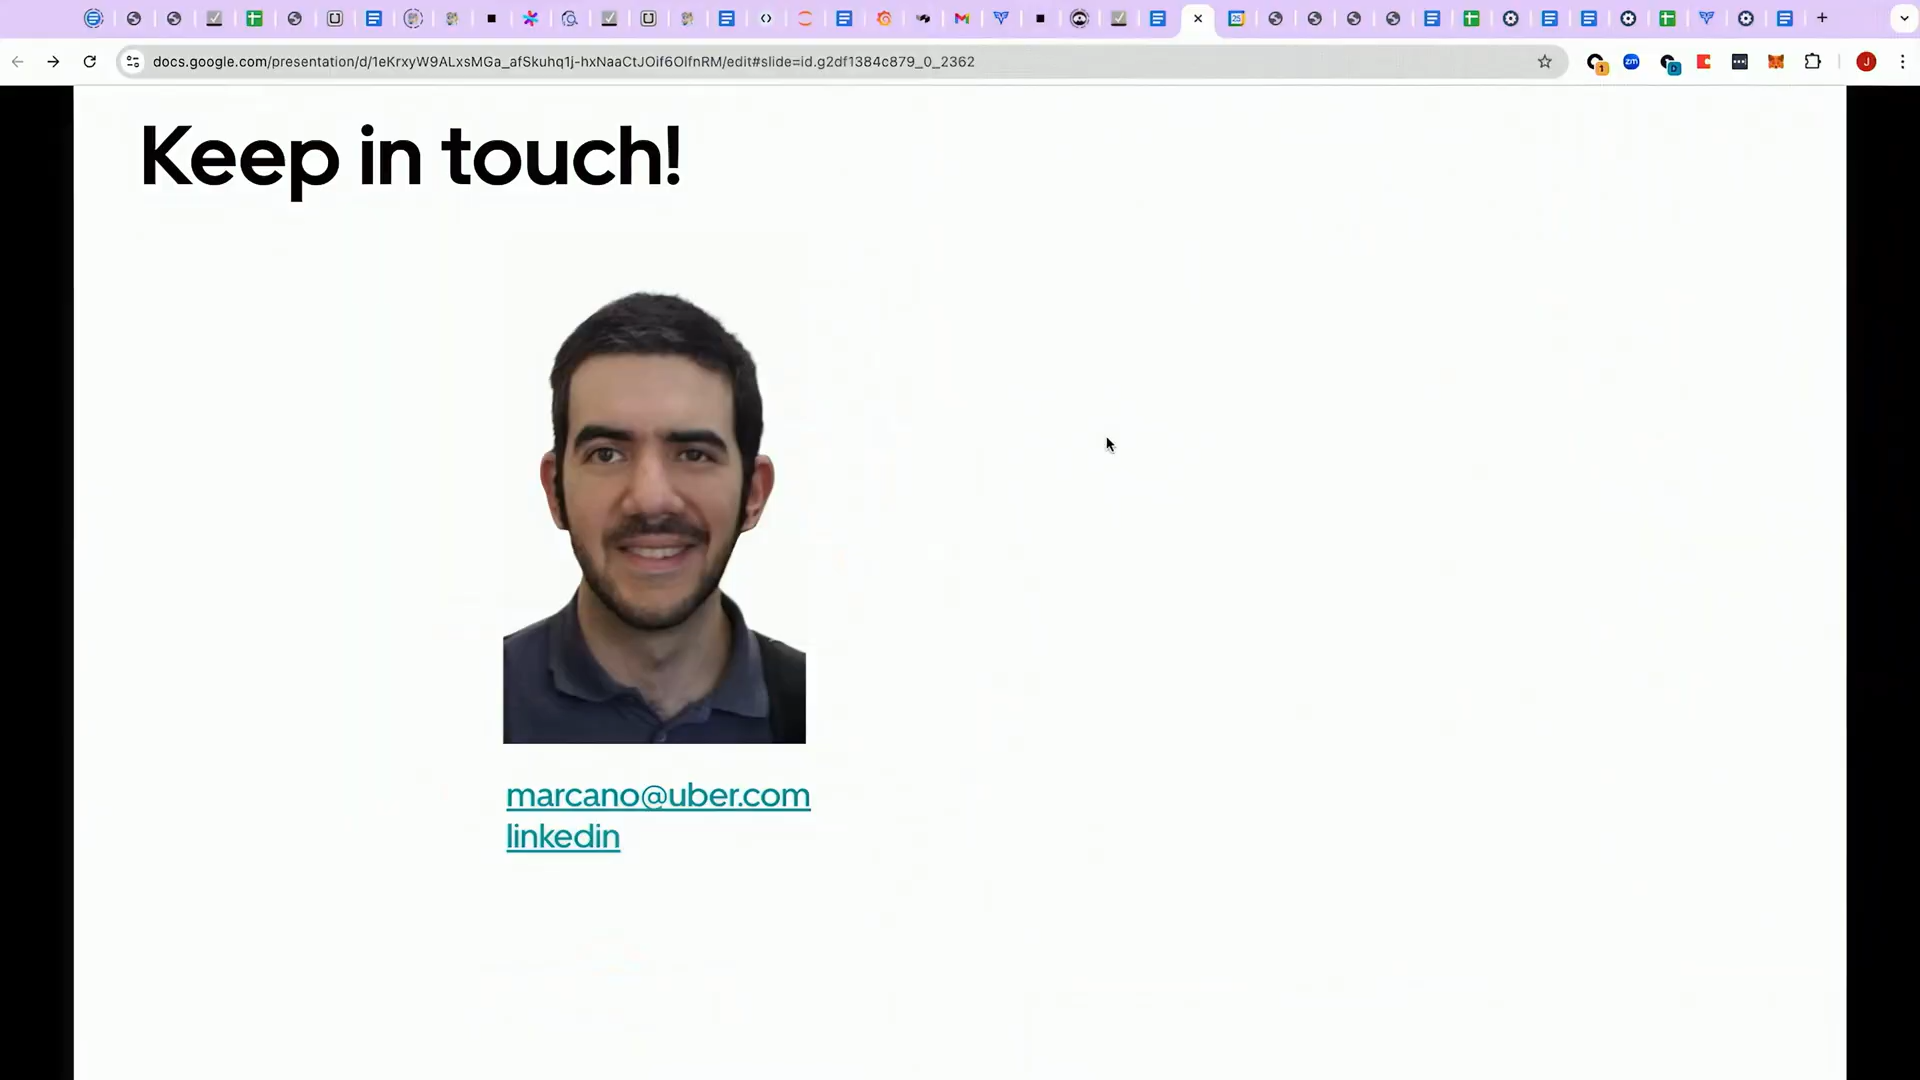 docs.google.com/presentation/d/1eKrxyW9ALxsMGa_afSkuhq1j-hxNaaCtJOif6OlfnRM/edit#slide=id.g2df1384c879_0_2362
Keep in touch!
marcano@uber.com
linkedin